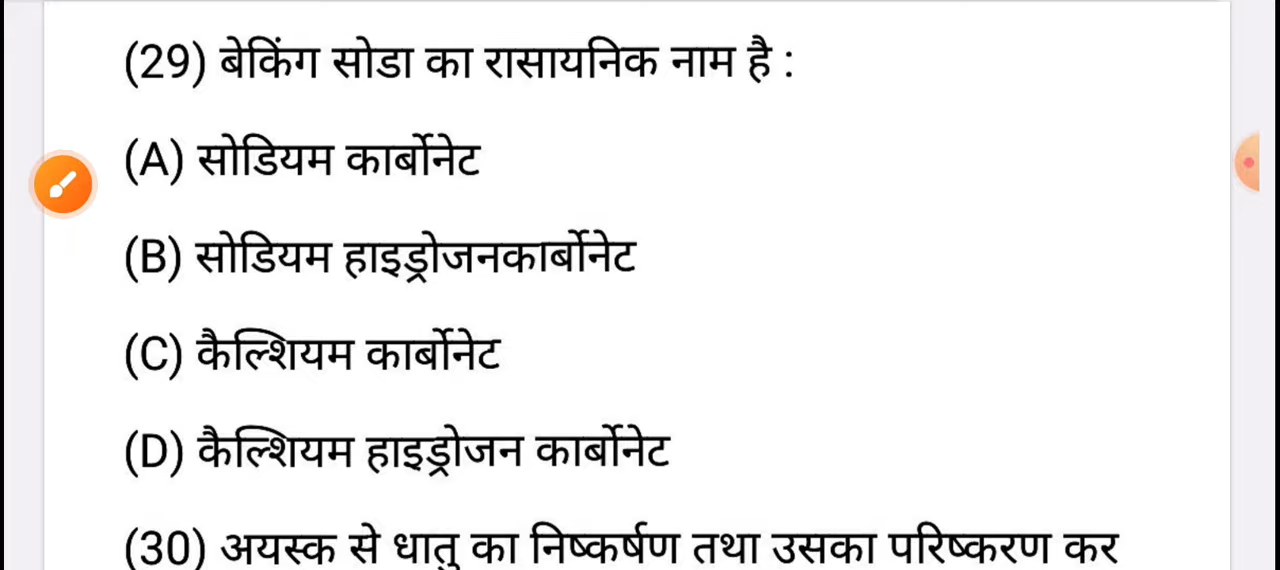 (29) बेकिंग सोडा का रासायनिक नाम है :
(A) सोडियम कार्बोनेट
(B) सोडियम हाइड्रोजनकार्बोनेट
(C) कैल्शियम कार्बोनेट
(D) कैल्शियम हाइड्रोजन कार्बोनेट
(30) अयस्क से धातु का निष्कर्षण तथा उसका परिष्करण कर